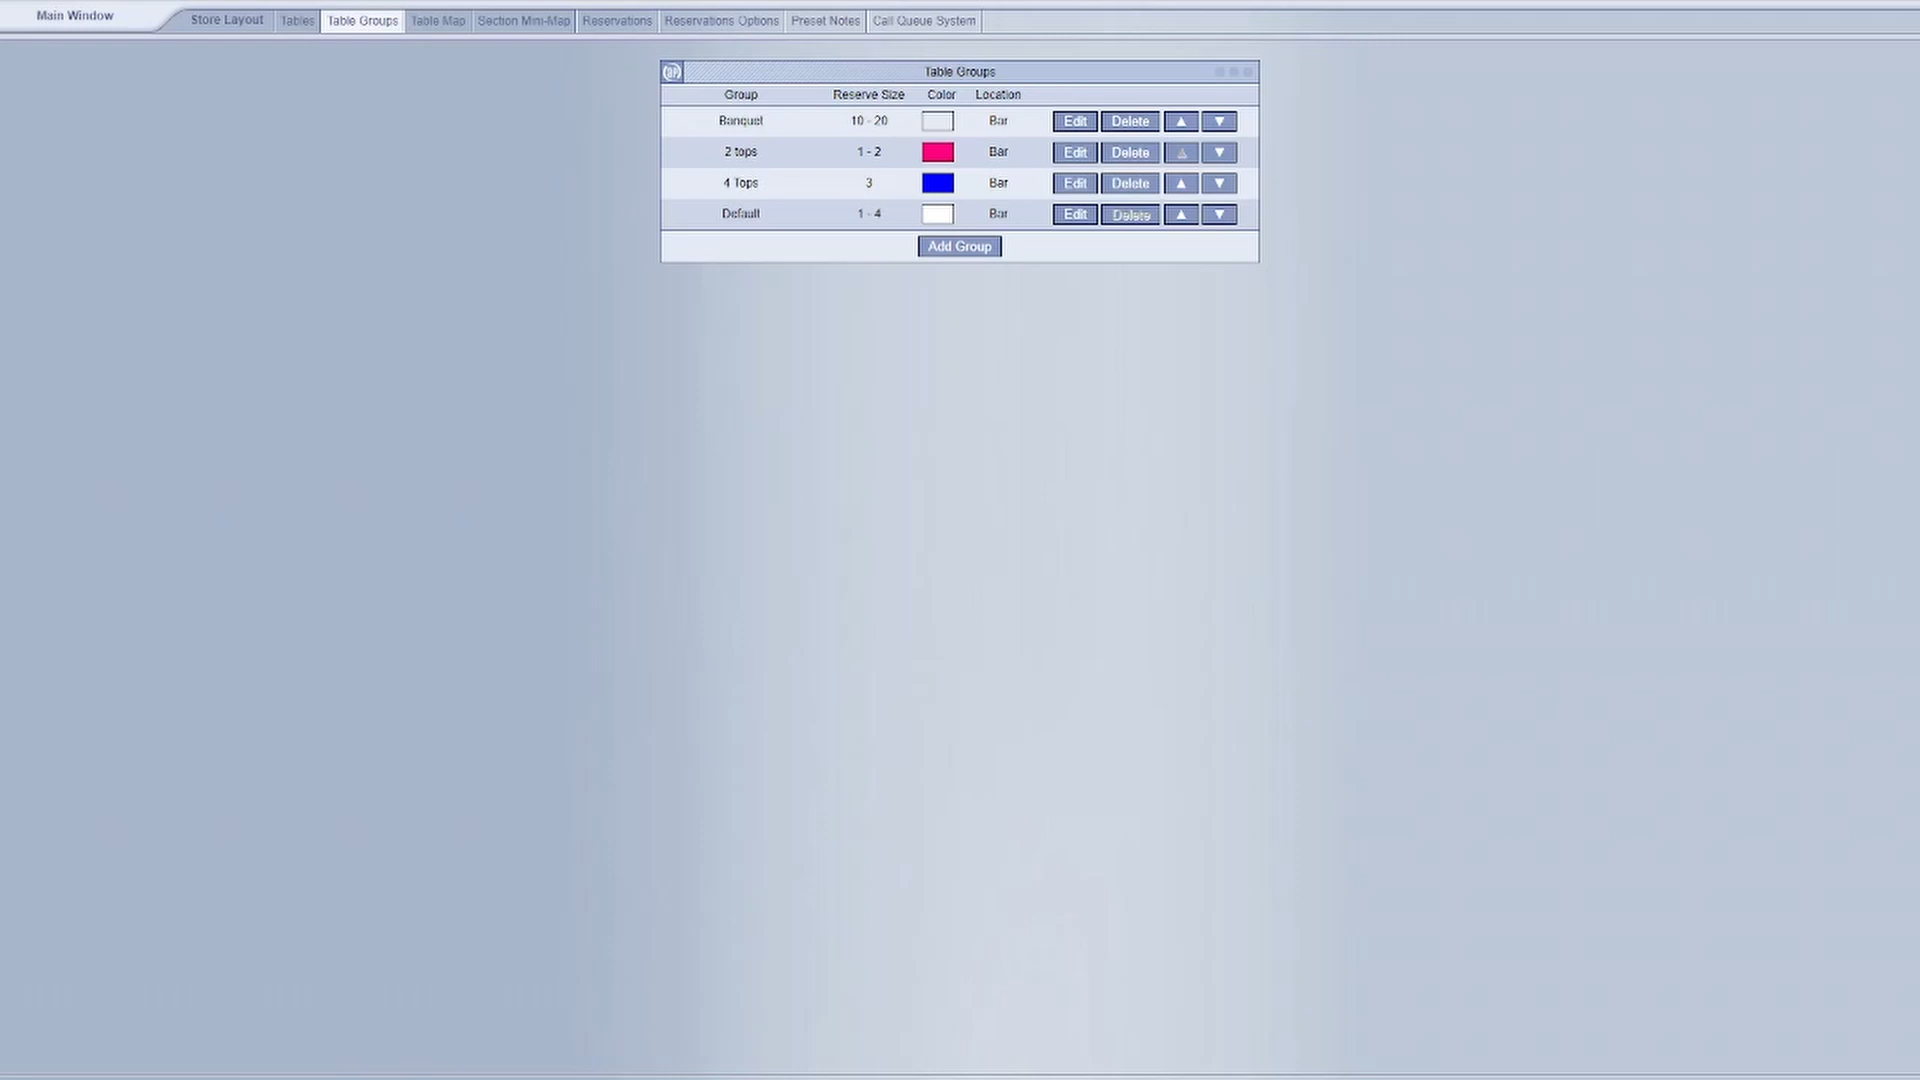 Main Window Store Layout Tables Table Groups Table Map Section Mini-Map Reservations Reservations Options Preset Notes Call Queue System
Table Groups
Group Reserve Size Color Location
Banquet 10 - 20 Bar Edit Delete ▲ ▼
2 tops 1 - 2 Bar Edit Delete ▲ ▼
4 Tops 3 Bar Edit Delete ▲ ▼
Default 1 - 4 Bar Edit Delete ▲ ▼
Add Group